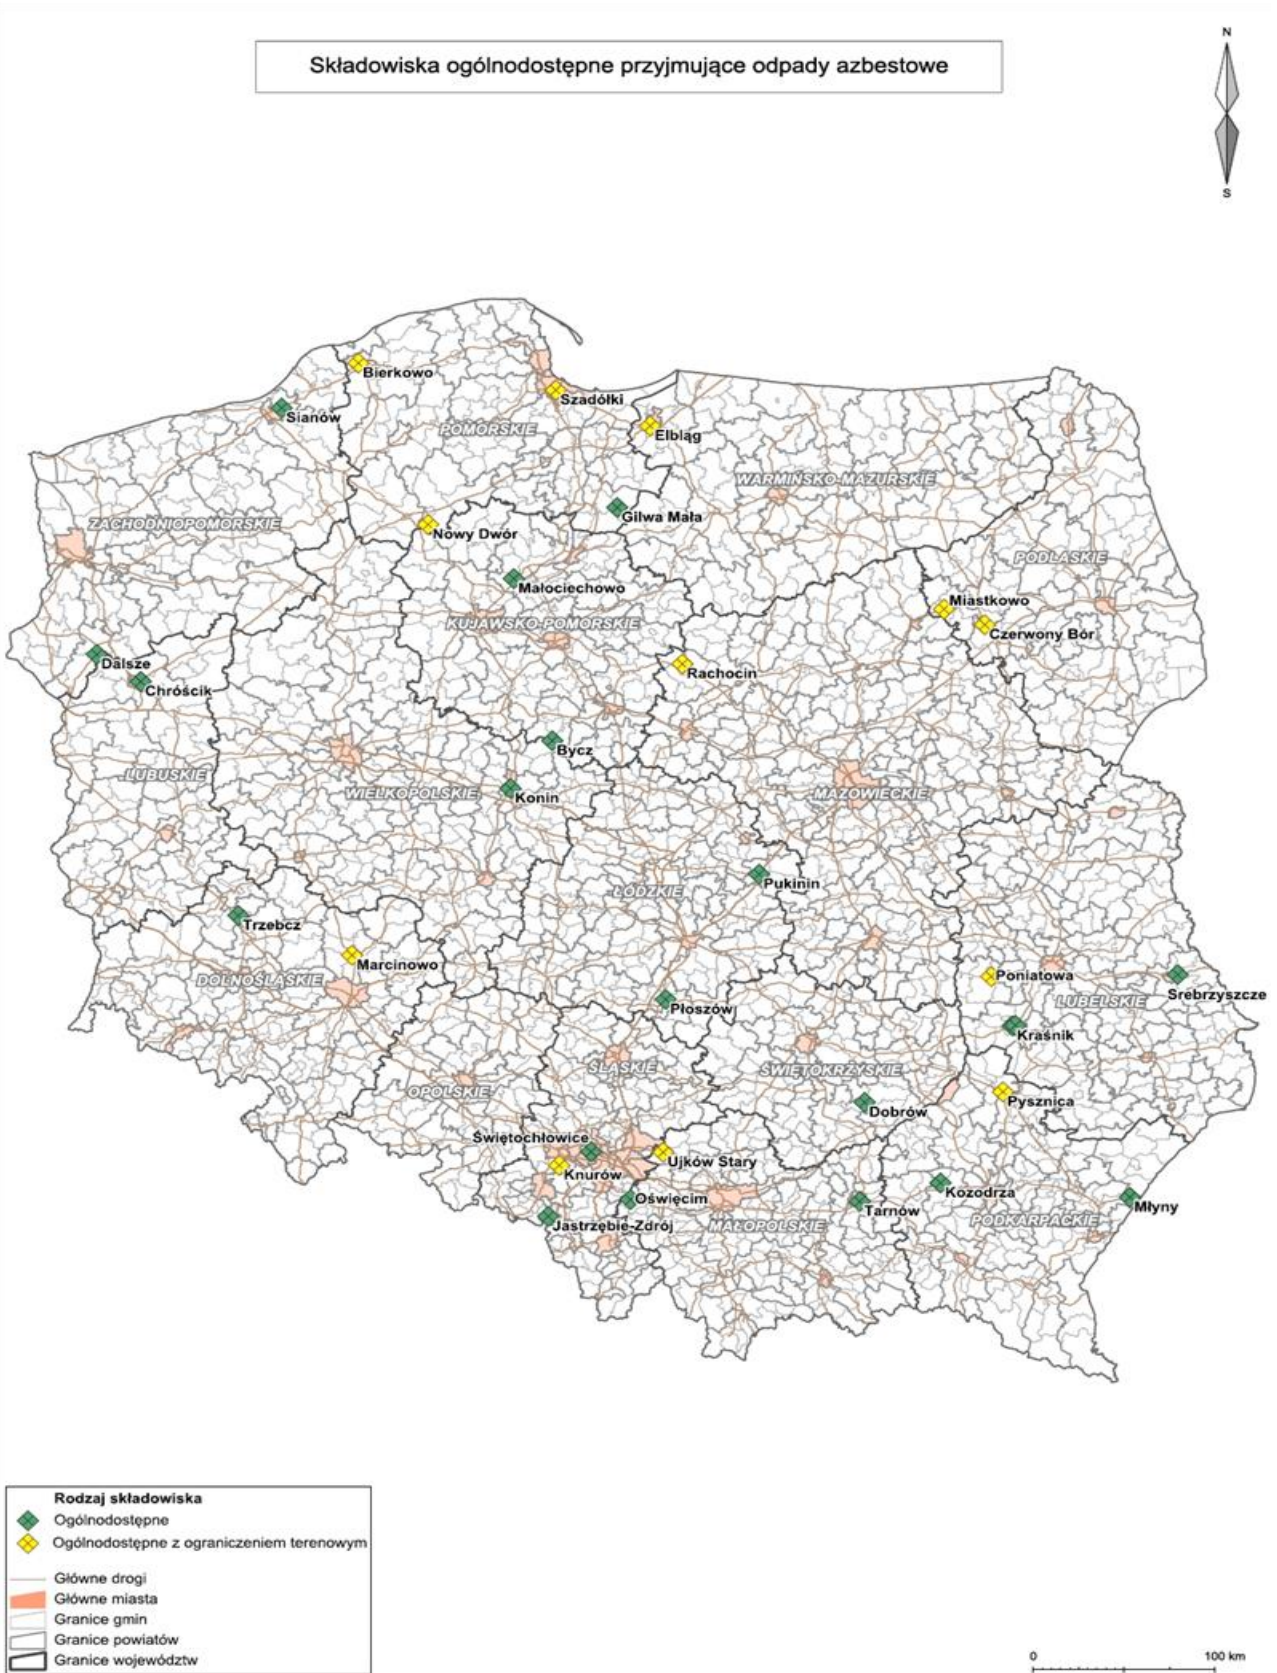 N
Składowiska ogólnodostępne przyjmujące odpady azbestowe
S
Bierkowo
Szadółki
Sianów
POMORSKIE
Elbląg
WARMIŃSKO-MAZURSKIE
Gilwa Mała
ZACHODNIOPOMORSKIE
Nowy Dwór
PODLASKIE
Małociechowo
Miastkowo
KUJAWSKO-POMORSKIE
Czerwony Bór
Dalsze
Rachocin
Chróścik
Bycz
LUBUSKIE
WIELKOPOLSKIE
Konin
MAZOWIECKIE
Pukinin
ŁÓDZKIE
Trzebcz
Marcinowo
DOLNOŚLĄSKIE
Poniatowa
Srebrzyszcze
LUBELSKIE
Płoszów
Kraśnik
ŚLĄSKIE
ŚWIĘTOKRZYSKIE
OPOLSKIE
Pysznica
Dobrów
Świętochłowice
Ujków Stary
Knurów
Kozodrza
Oświęcim
Tarnów
Młyny
Jastrzębie-Zdrój
MAŁOPOLSKIE
PODKARPACKIE
Rodzaj składowiska
Ogólnodostępne
Ogólnodostępne z ograniczeniem terenowym
Główne drogi
Główne miasta
Granice gmin
Granice powiatów
Granice województw
0 100 km